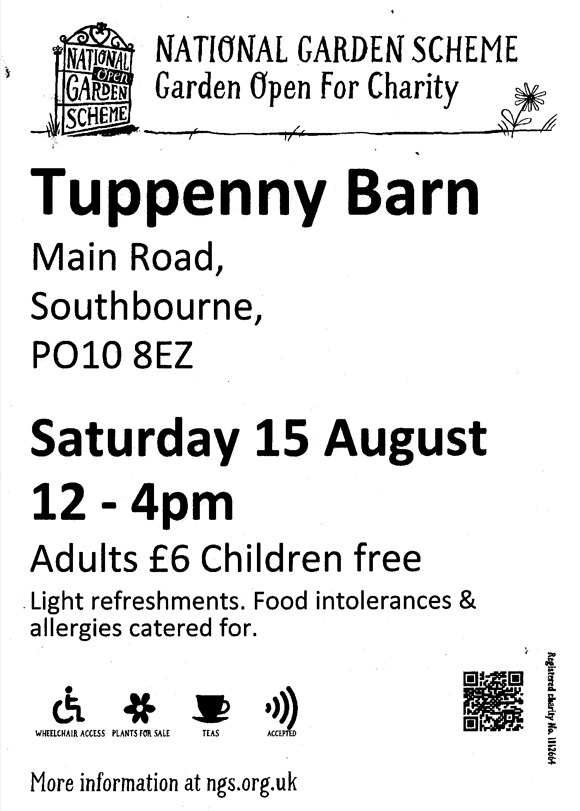 NATIONAL
Open
GARDEN
SCHEME
NATIONAL GARDEN SCHEME
Garden Open For Charity
Tuppenny Barn
Main Road,
Southbourne,
PO10 8EZ
Saturday 15 August
12 - 4pm
Adults £6 Children free
Light refreshments. Food intolerances &
allergies catered for.
WHEELCHAIR ACCESS
PLANTS FOR SALE
TEAS
ACCEPTED
Registered charity No. 1112664
More information at ngs.org.uk